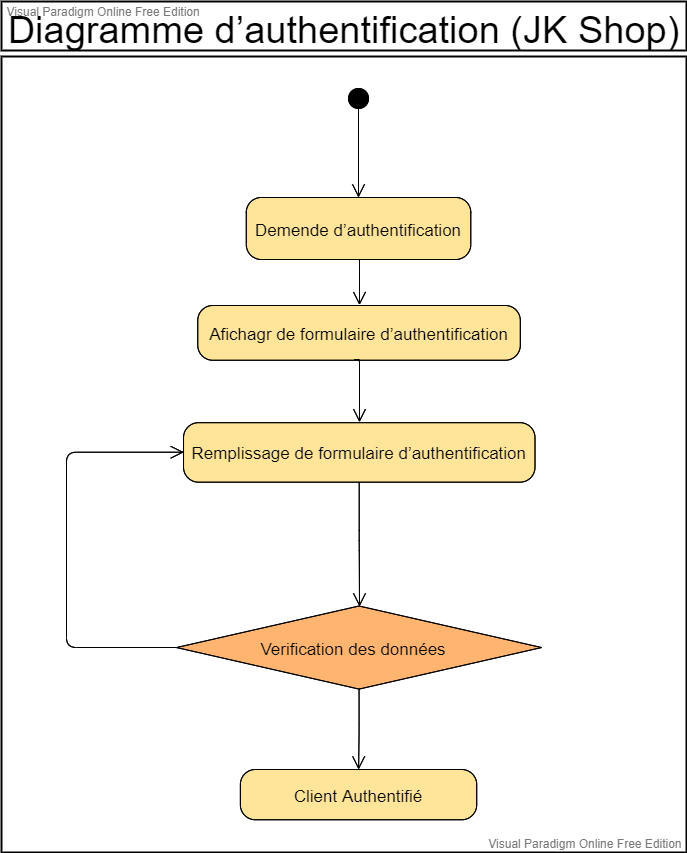 Visual Paradigm Online Free Edition
Diagramme d’authentification (JK Shop)
Demende d’authentification
Afichagr de formulaire d’authentification
Remplissage de formulaire d’authentification
Verification des données
Client Authentifié
Visual Paradigm Online Free Edition